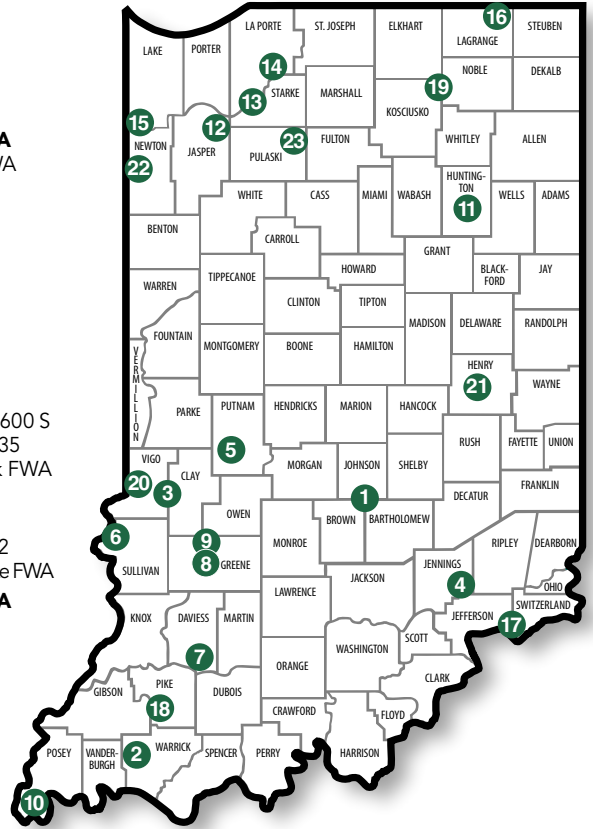 A
WA
600 S
35
k FWA
2
e FWA
A
16
LA PORTE
ST. JOSEPH
ELKHART
LAGRANGE
STEUBEN
LAKE
PORTER
14
NOBLE
DEKALB
19
13
STARKE
MARSHALL
KOSCIUSKO
15
12
NEWTON
JASPER
23
FULTON
WHITLEY
ALLEN
PULASKI
22
HUNTING-
TON
11
WHITE
CASS
MIAMI
WABASH
WELLS
ADAMS
BENTON
CARROLL
GRANT
HOWARD
BLACK-
FORD
JAY
WARREN
TIPPECANOE
CLINTON
TIPTON
MADISON
DELAWARE
RANDOLPH
FOUNTAIN
MONTGOMERY
BOONE
HAMILTON
VERMILLION
HENRY
21
WAYNE
PARKE
PUTNAM
HENDRICKS
MARION
HANCOCK
5
RUSH
FAYETTE
UNION
VIGO
CLAY
MORGAN
JOHNSON
SHELBY
20
3
1
DECATUR
FRANKLIN
OWEN
BROWN
BARTHOLOMEW
6
9
MONROE
RIPLEY
DEARBORN
SULLIVAN
8
GREENE
JACKSON
JENNINGS
4
OHIO
LAWRENCE
SWITZERLAND
KNOX
DAVIESS
MARTIN
JEFFERSON
17
SCOTT
WASHINGTON
7
ORANGE
CLARK
GIBSON
PIKE
DUBOIS
18
CRAWFORD
FLOYD
POSEY
VANDER-
BURGH
2
WARRICK
SPENCER
PERRY
HARRISON
10